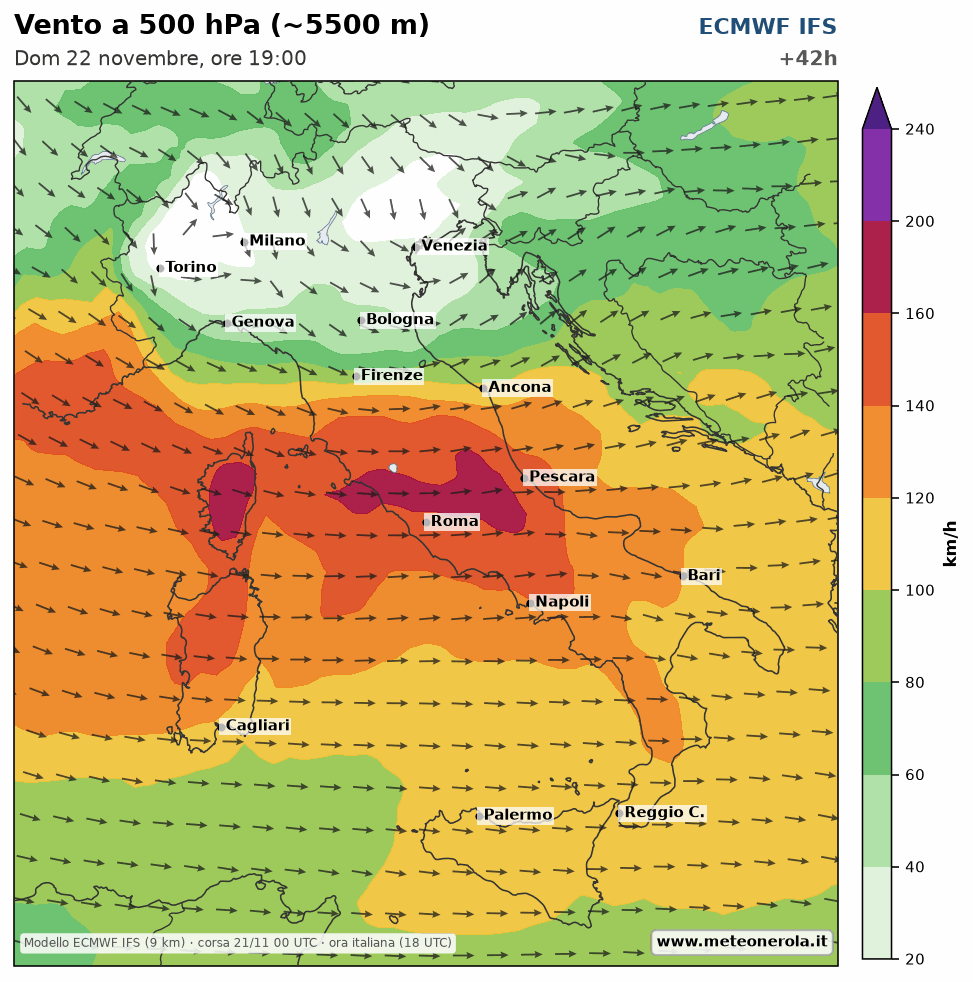 Vento a 500 hPa (~5500 m)
ECMWF IFS
Dom 22 novembre, ore 19:00
+42h
240
200
160
140
120
100
80
60
40
20
km/h
Milano
Venezia
Torino
Genova
Bologna
Firenze
Ancona
Pescara
Roma
Bari
Napoli
Cagliari
Palermo
Reggio C.
Modello ECMWF IFS (9 km) · corsa 21/11 00 UTC · ora italiana (18 UTC)
www.meteonerola.it